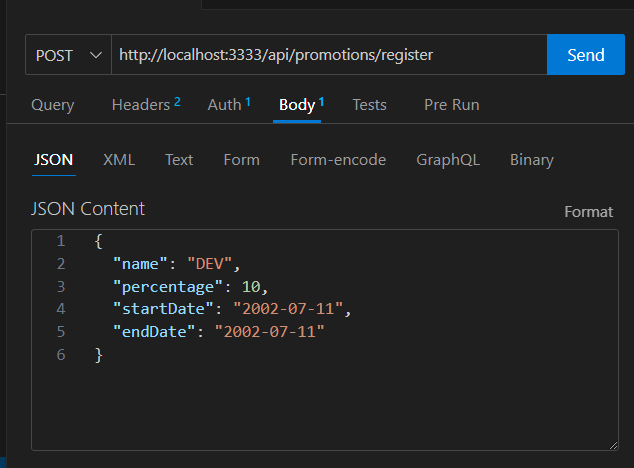 POST http://localhost:3333/api/promotions/register Send
Query Headers 2 Auth 1 Body 1 Tests Pre Run
JSON XML Text Form Form-encode GraphQL Binary
JSON Content Format
1 {
2 "name": "DEV",
3 "percentage": 10,
4 "startDate": "2002-07-11",
5 "endDate": "2002-07-11"
6 }